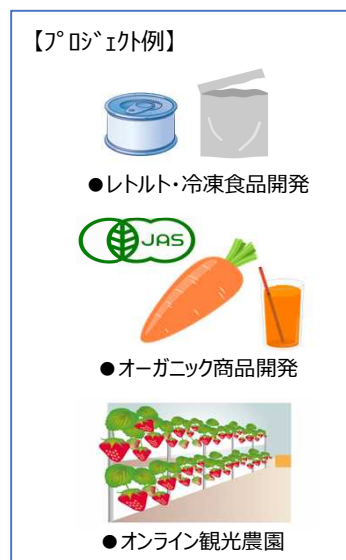 【ﾌﾟﾛｼﾞｪｸﾄ例】
●レトルト・冷凍食品開発
JAS
●オーガニック商品開発
●オンライン観光農園